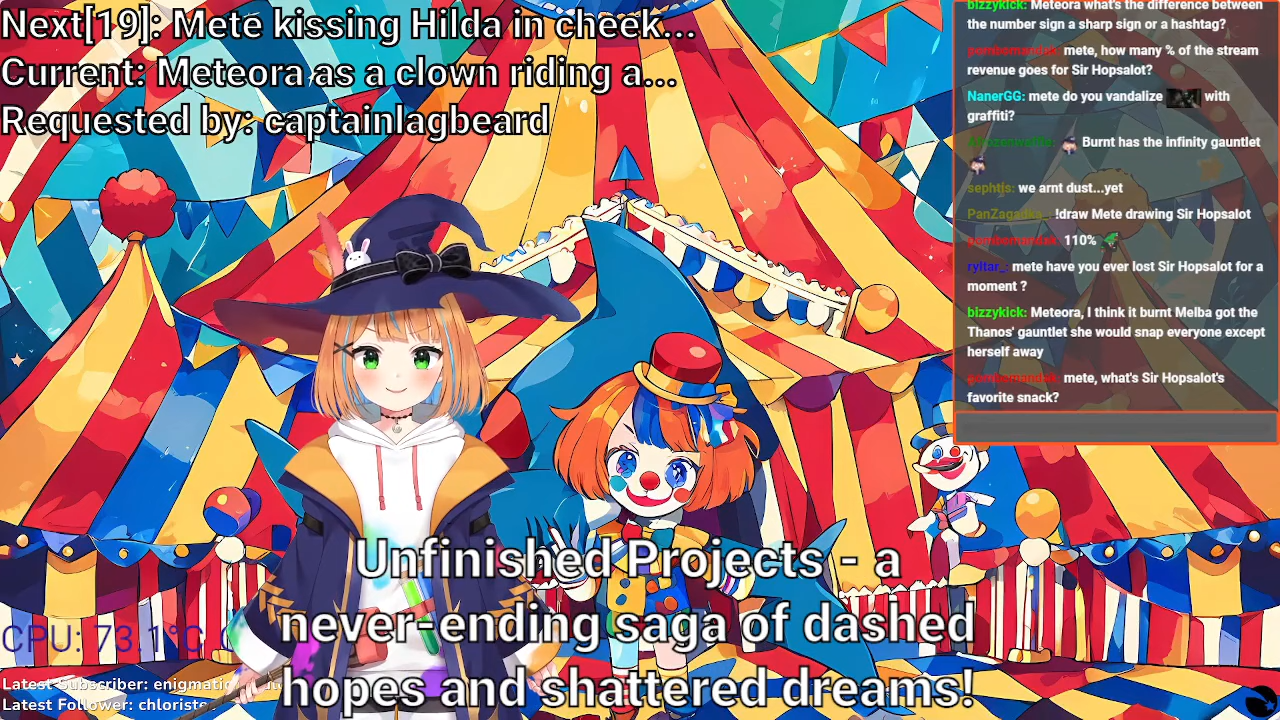 Next[19]: Mete kissing Hilda in cheek...
Current: Meteora as a clown riding a...
Requested by: captainlagbeard
bizzykick: Meteora what's the difference between
the number sign a sharp sign or a hashtag?
mete, how many % of the stream
revenue goes for Sir Hopsalot?
NanerGG: mete do you vandalize with
graffiti?
Burnt has the infinity gauntlet
sephtis: we arnt dust...yet
!draw Mete drawing Sir Hopsalot
110%
ryltar_: mete have you ever lost Sir Hopsalot for a
moment ?
bizzykick: Meteora, I think it burnt Melba got the
Thanos' gauntlet she would snap everyone except
herself away
mete, what's Sir Hopsalot's
favorite snack?
Unfinished Projects - a
never-ending saga of dashed
hopes and shattered dreams!
CPU: 73.1°C
Latest Subscriber:
Latest Follower: